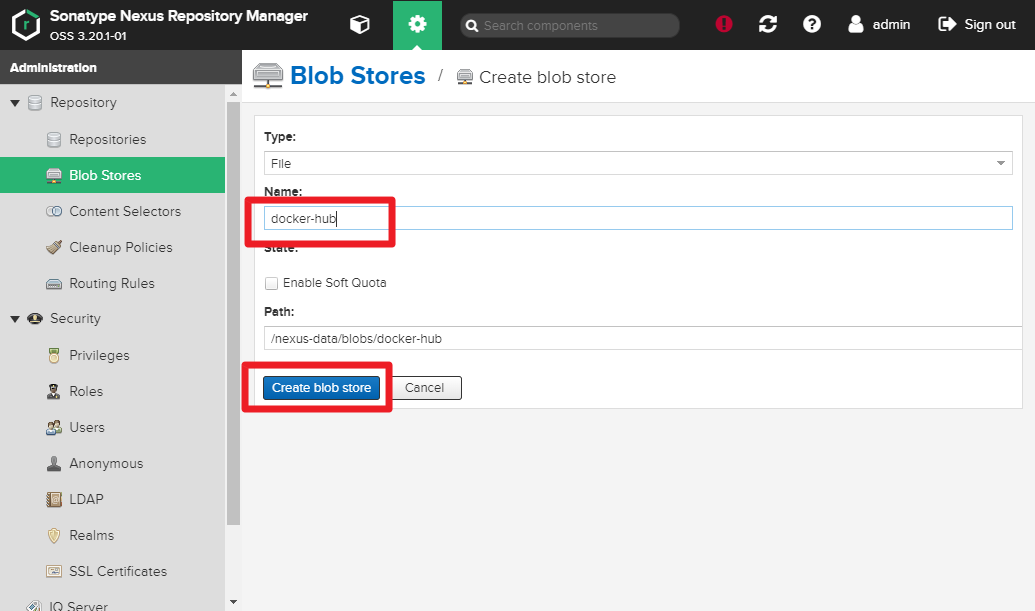 Sonatype Nexus Repository Manager
OSS 3.20.1-01
Search components
admin
Sign out
Administration
Repository
Repositories
Blob Stores
Content Selectors
Cleanup Policies
Routing Rules
Security
Privileges
Roles
Users
Anonymous
LDAP
Realms
SSL Certificates
IQ Server
Blob Stores / Create blob store
Type:
File
Name:
docker-hub
State:
Enable Soft Quota
Path:
/nexus-data/blobs/docker-hub
Create blob store
Cancel